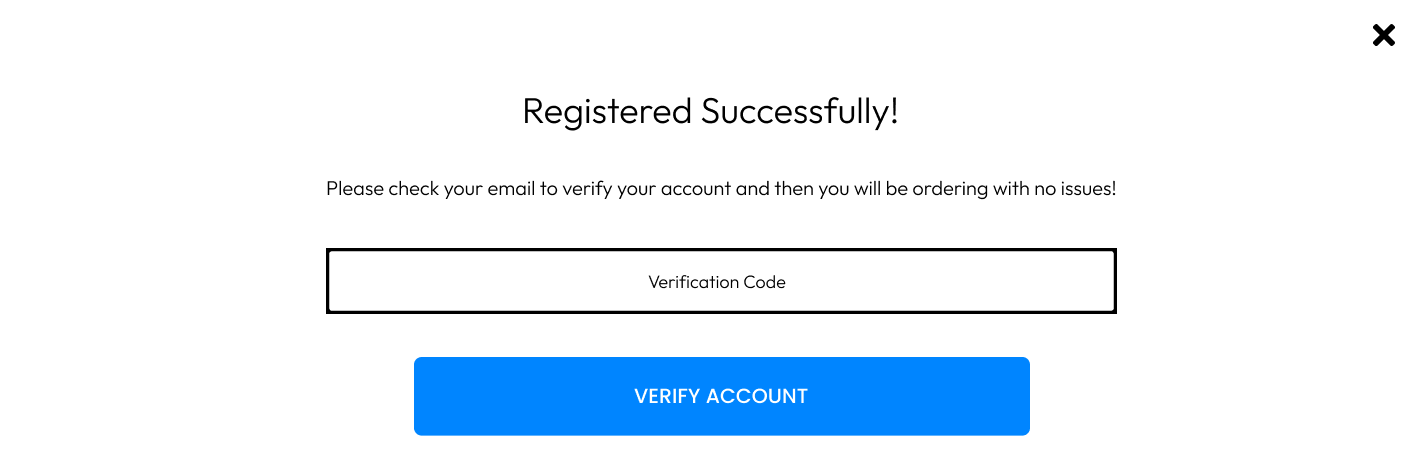 Registered Successfully!
Please check your email to verify your account and then you will be ordering with no issues!
Verification Code
VERIFY ACCOUNT